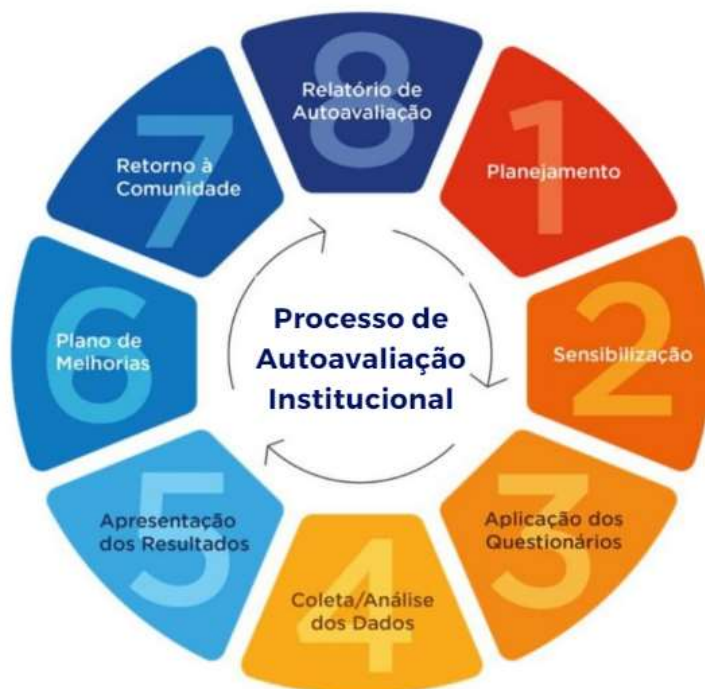 8
Relatório de
Autoavaliação
1
Planejamento
2
Sensibilização
3
Aplicação dos
Questionários
4
Coleta/Análise
dos Dados
5
Apresentação
dos Resultados
6
Plano de
Melhorias
7
Retorno à
Comunidade
Processo de
Autoavaliação
Institucional